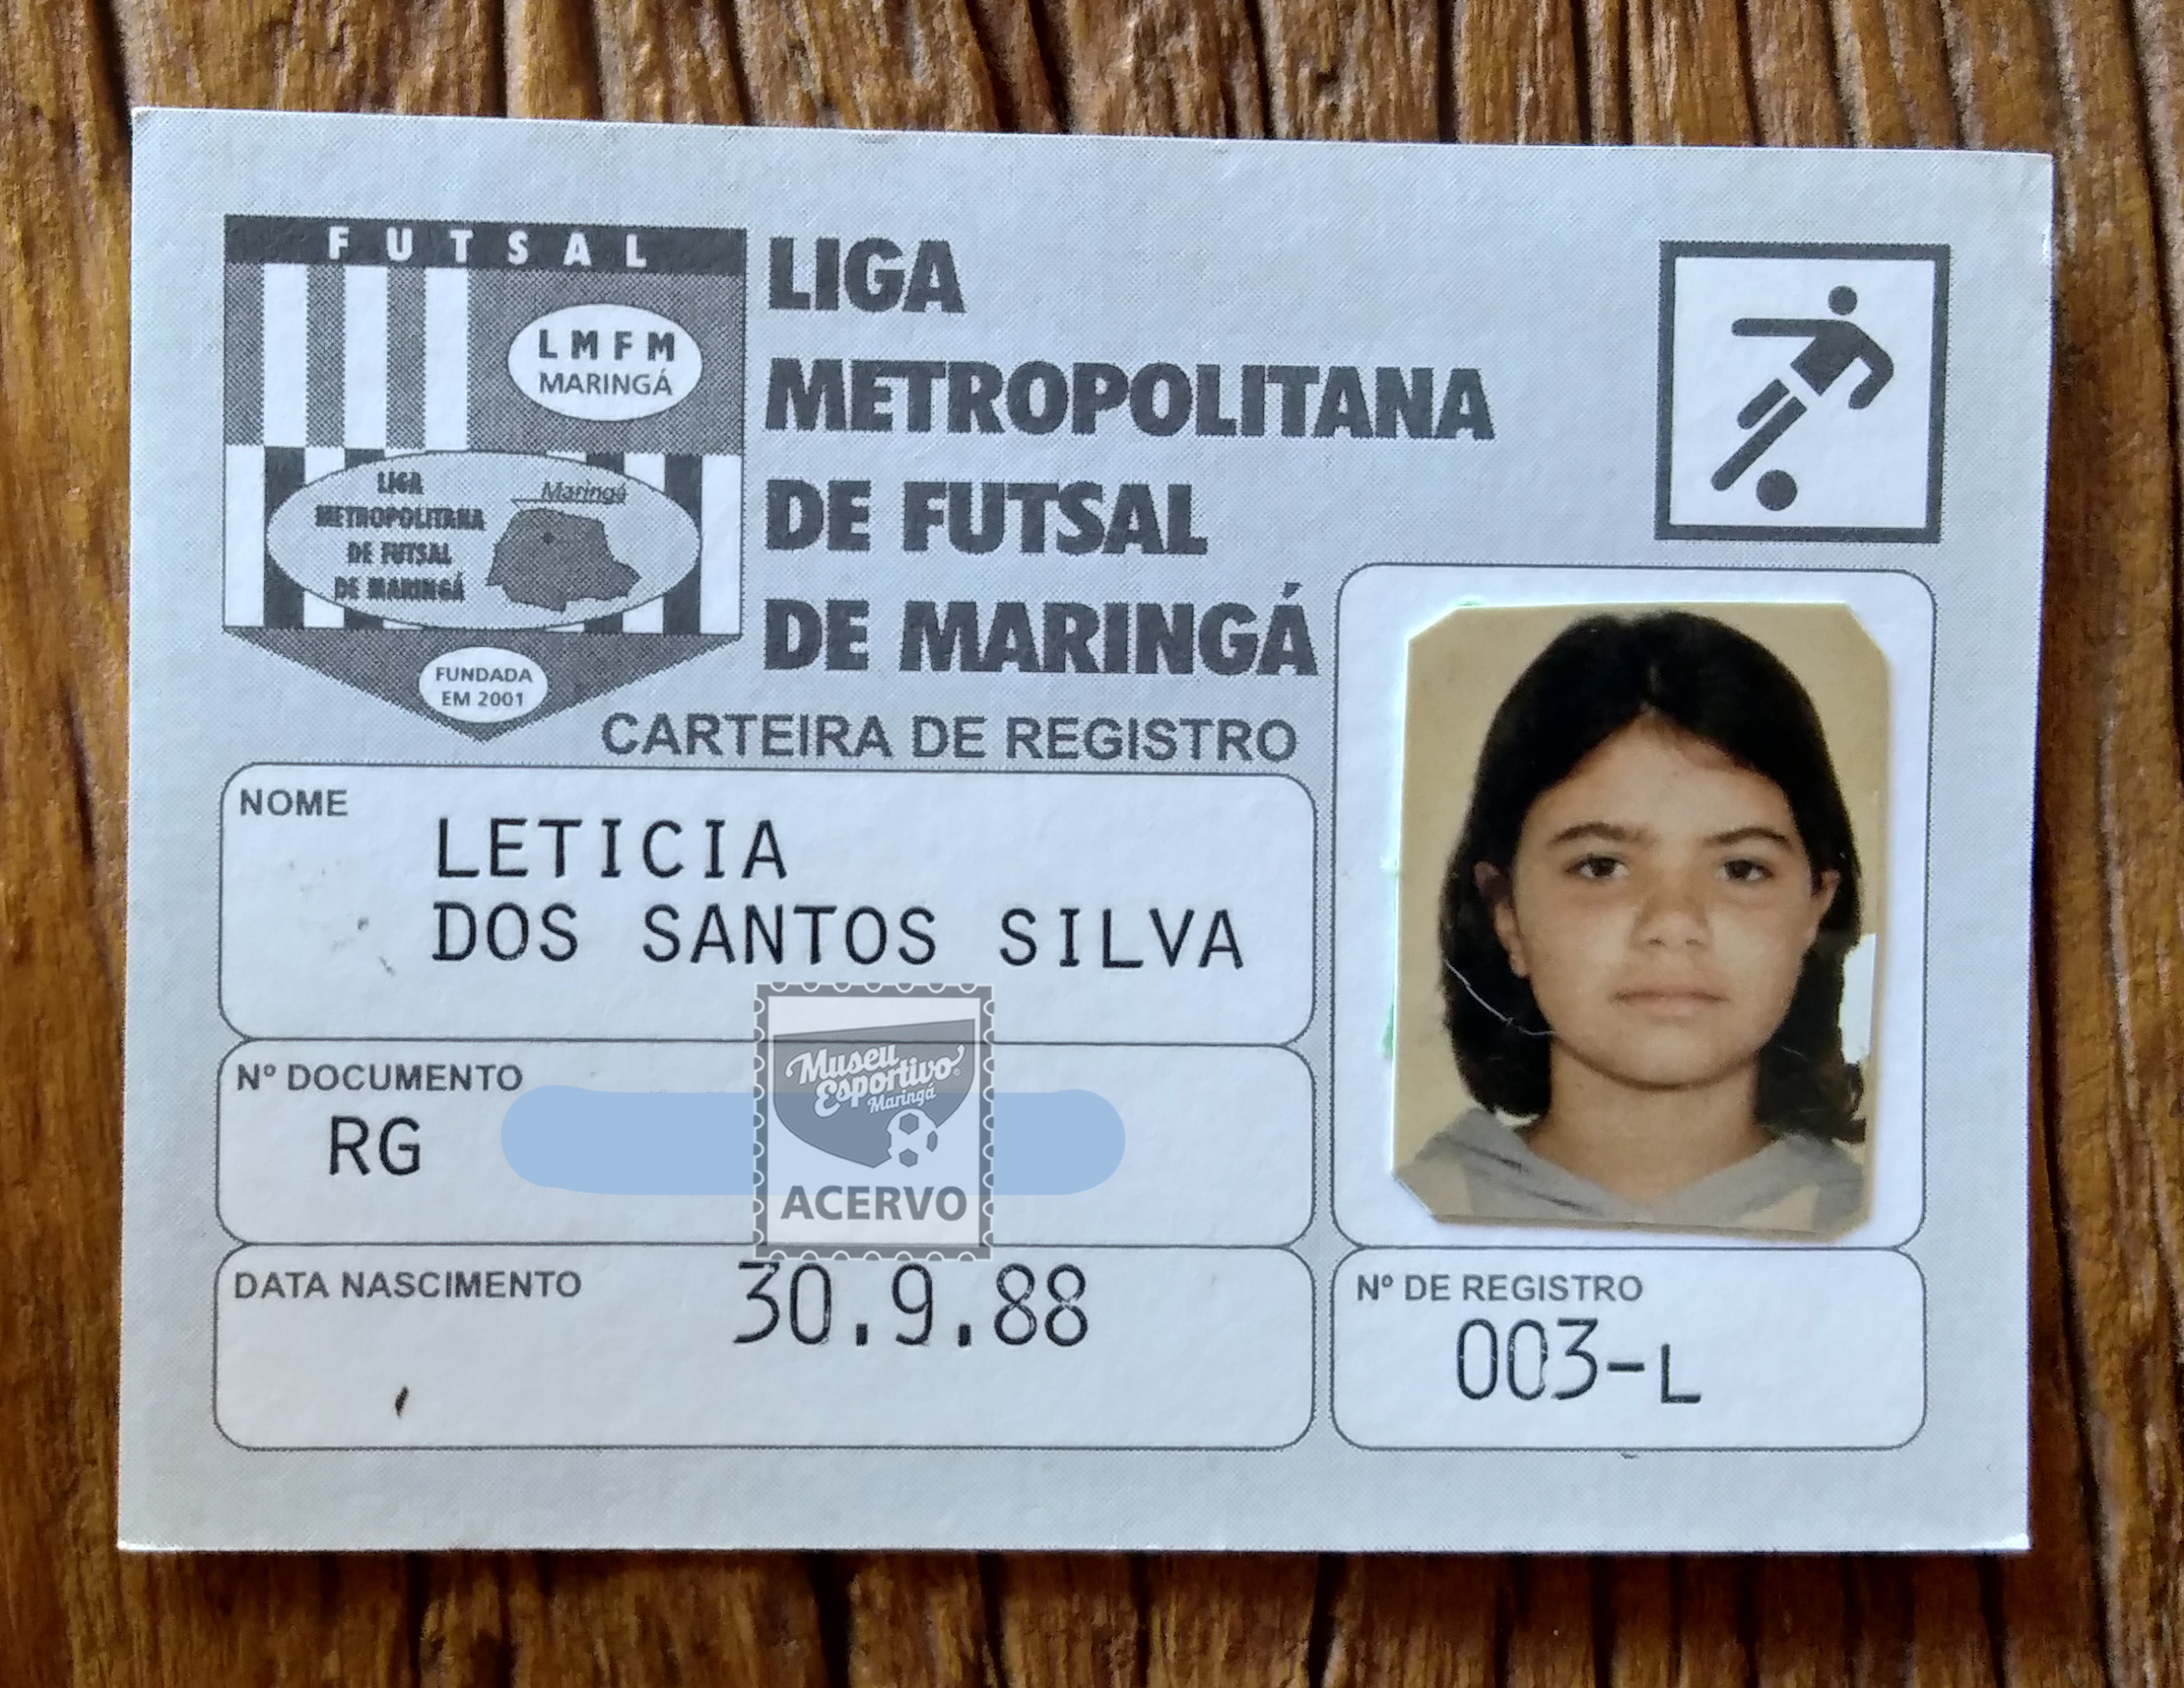 FUTSAL
LMFM
MARINGÁ
LIGA
METROPOLITANA
DE FUTSAL
DE MARINGÁ
Maringá
FUNDADA
EM 2001
LIGA
METROPOLITANA
DE FUTSAL
DE MARINGÁ
CARTEIRA DE REGISTRO
NOME
LETICIA
DOS SANTOS SILVA
Nº DOCUMENTO
RG
Museu
Esportivo
Maringá
ACERVO
DATA NASCIMENTO
30.9.88
Nº DE REGISTRO
003-L